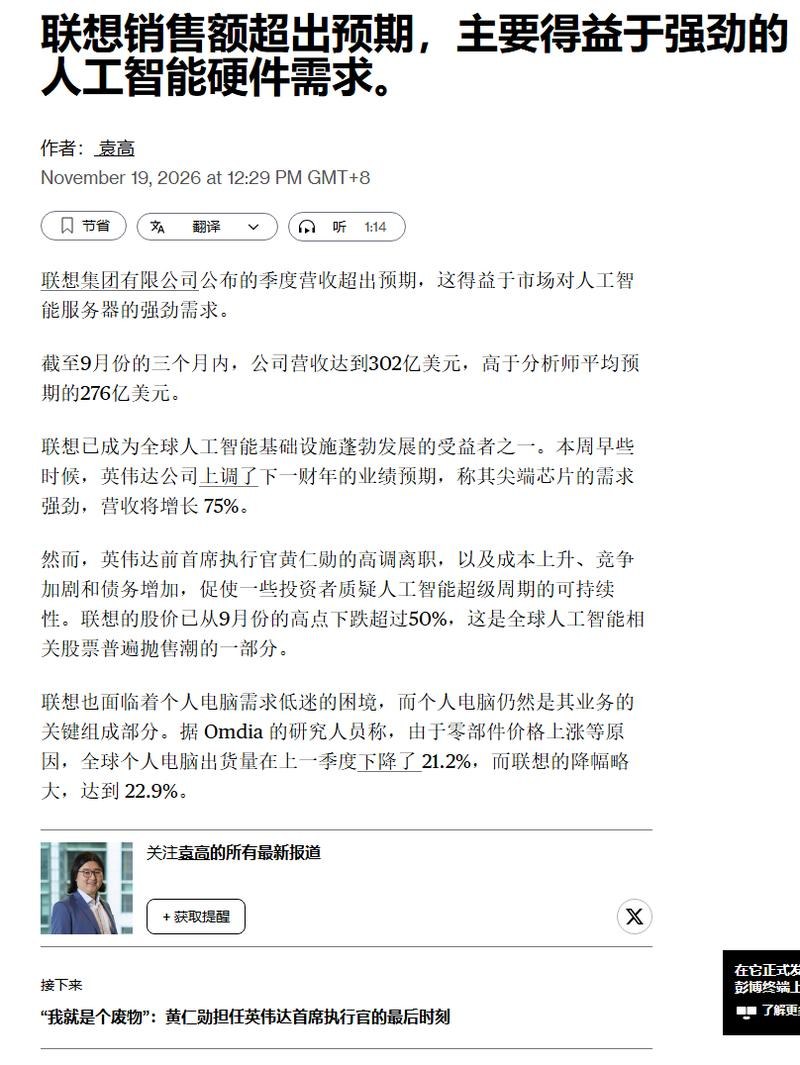 联想销售额超出预期，主要得益于强劲的
人工智能硬件需求。
作者：袁高
November 19, 2026 at 12:29 PM GMT+8
节省
翻译
听 1:14
联想集团有限公司公布的季度营收超出预期，这得益于市场对人工智
能服务器的强劲需求。
截至9月份的三个月内，公司营收达到302亿美元，高于分析师平均预
期的276亿美元。
联想已成为全球人工智能基础设施蓬勃发展的受益者之一。本周早些
时候，英伟达公司上调了下一财年的业绩预期，称其尖端芯片的需求
强劲，营收将增长 75%。
然而，英伟达前首席执行官黄仁勋的高调离职，以及成本上升、竞争
加剧和债务增加，促使一些投资者质疑人工智能超级周期的可持续
性。联想的股价已从9月份的高点下跌超过50%，这是全球人工智能相
关股票普遍抛售潮的一部分。
联想也面临着个人电脑需求低迷的困境，而个人电脑仍然是其业务的
关键组成部分。据 Omdia 的研究人员称，由于零部件价格上涨等原
因，全球个人电脑出货量在上一季度下降了 21.2%，而联想的降幅略
大，达到 22.9%。
关注袁高的所有最新报道
+ 获取提醒
接下来
“我就是个废物”：黄仁勋担任英伟达首席执行官的最后时刻
在它正式发
彭博终端上
了解更多